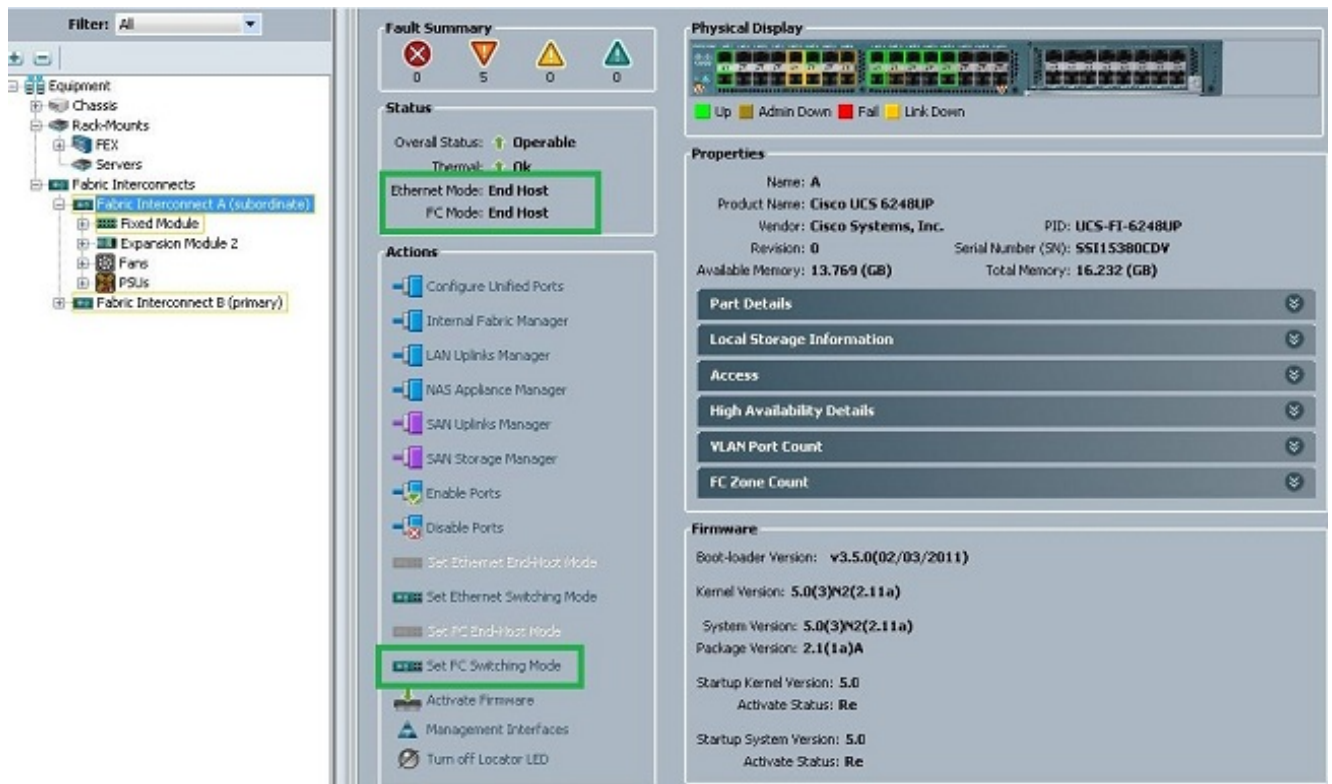 Filter: All
Equipment
Chassis
Rack-Mounts
FEX
Servers
Fabric Interconnects
Fabric Interconnect A (subordinate)
Fixed Module
Expansion Module 2
Fans
PSUs
Fabric Interconnect B (primary)
Fault Summary
0 5 0 0
Status
Overall Status: Operable
Thermal: Ok
Ethernet Mode: End Host
FC Mode: End Host
Actions
Configure Unified Ports
Internal Fabric Manager
LAN Uplinks Manager
NAS Appliance Manager
SAN Uplinks Manager
SAN Storage Manager
Enable Ports
Disable Ports
Set Ethernet End-Host Mode
Set Ethernet Switching Mode
Set FC End-Host Mode
Set FC Switching Mode
Activate Firmware
Management Interfaces
Turn off Locator LED
Physical Display
Up Admin Down Fail Link Down
Properties
Name: A
Product Name: Cisco UCS 6248UP
Vendor: Cisco Systems, Inc. PID: UCS-FI-6248UP
Revision: 0 Serial Number (SN): SSI15380CDV
Available Memory: 13.769 (GB) Total Memory: 16.232 (GB)
Part Details
Local Storage Information
Access
High Availability Details
VLAN Port Count
FC Zone Count
Firmware
Boot-loader Version: v3.5.0(02/03/2011)
Kernel Version: 5.0(3)N2(2.11a)
System Version: 5.0(3)N2(2.11a)
Package Version: 2.1(1a)A
Startup Kernel Version: 5.0
Activate Status: Re
Startup System Version: 5.0
Activate Status: Re